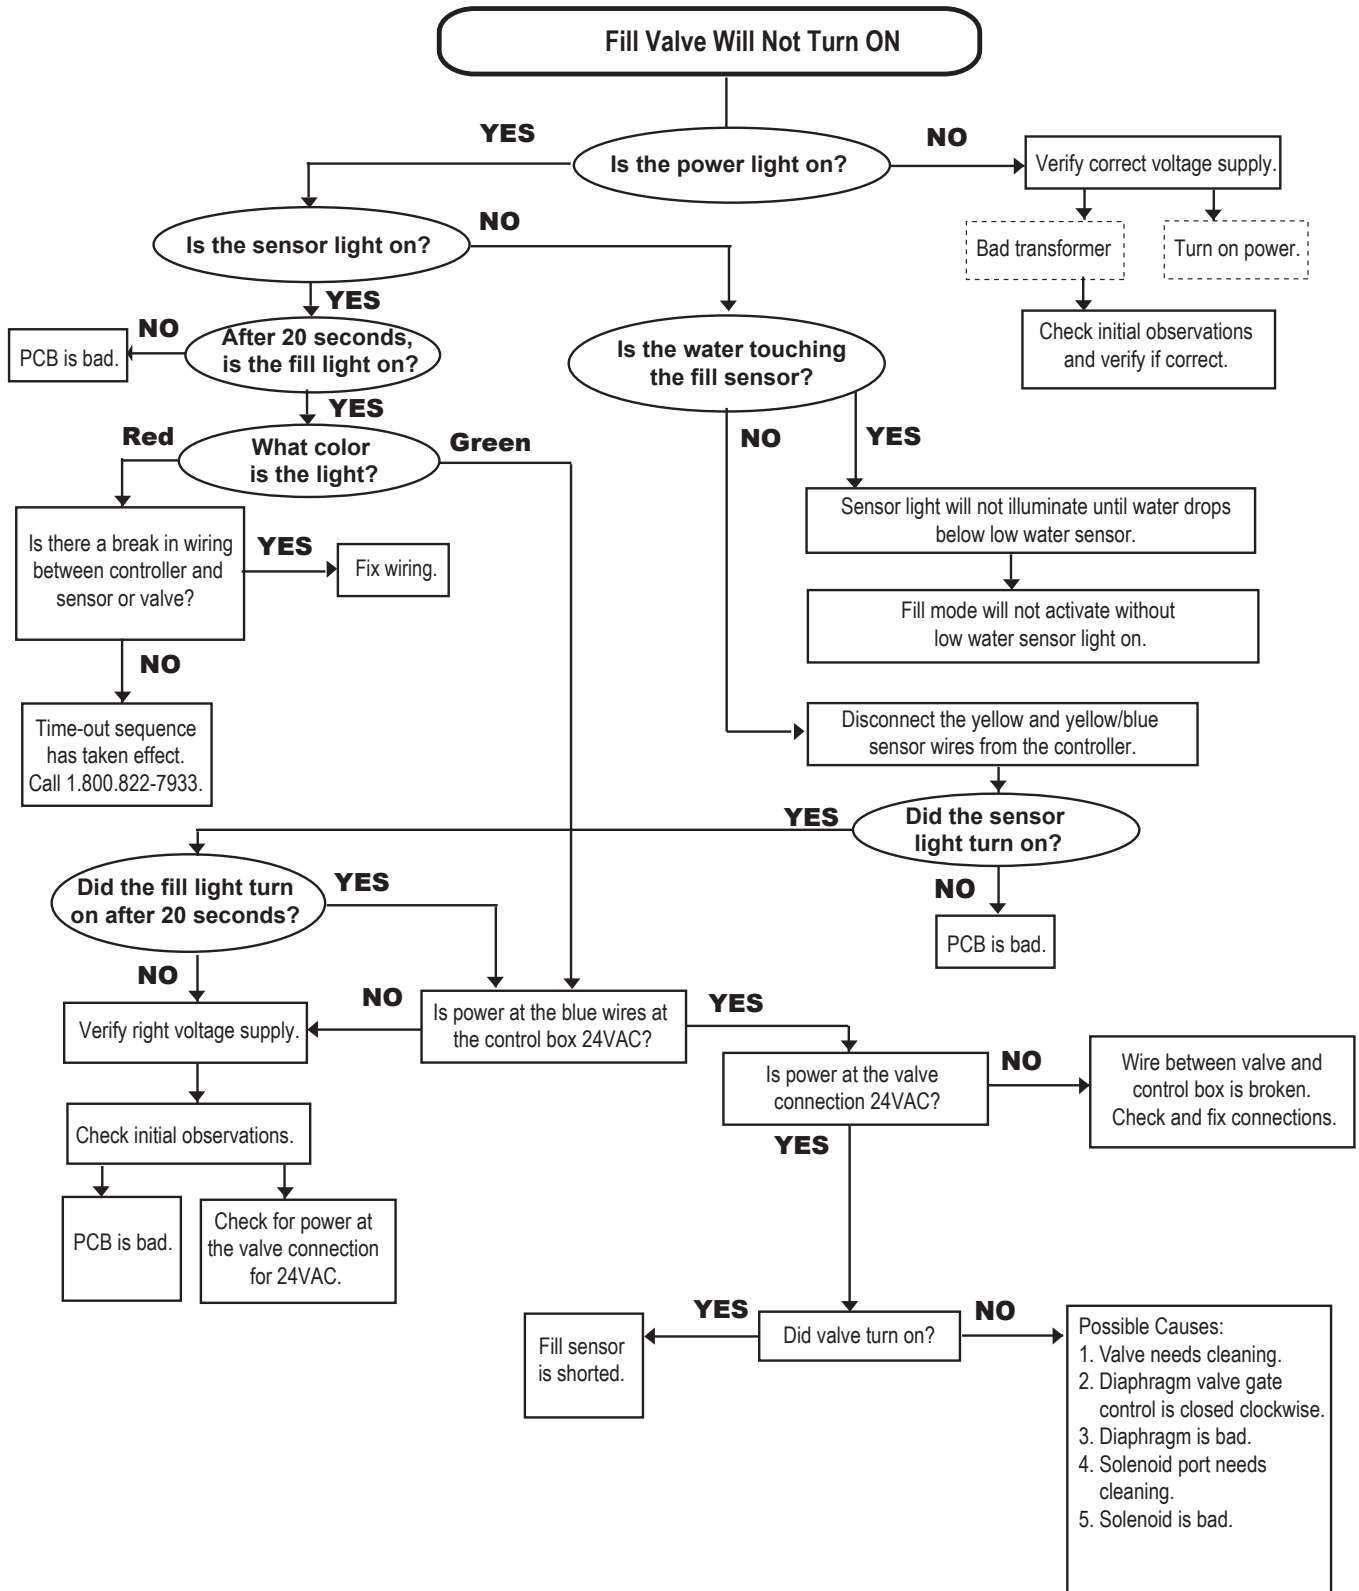 Fill Valve Will Not Turn ON
YES
Is the power light on?
NO
Verify correct voltage supply.
Bad transformer
Turn on power.
Check initial observations
and verify if correct.
Is the sensor light on?
NO
YES
After 20 seconds,
is the fill light on?
NO
PCB is bad.
YES
Is the water touching
the fill sensor?
NO
YES
Red
What color
is the light?
Green
Sensor light will not illuminate until water drops
below low water sensor.
Fill mode will not activate without
low water sensor light on.
Is there a break in wiring
between controller and
sensor or valve?
YES
Fix wiring.
NO
Time-out sequence
has taken effect.
Call 1.800.822-7933.
Disconnect the yellow and yellow/blue
sensor wires from the controller.
Did the sensor
light turn on?
YES
NO
PCB is bad.
Did the fill light turn
on after 20 seconds?
YES
NO
Verify right voltage supply.
NO
Is power at the blue wires at
the control box 24VAC?
YES
Check initial observations.
PCB is bad.
Check for power at
the valve connection
for 24VAC.
Is power at the valve
connection 24VAC?
NO
Wire between valve and
control box is broken.
Check and fix connections.
YES
Did valve turn on?
YES
Fill sensor
is shorted.
NO
Possible Causes:
1. Valve needs cleaning.
2. Diaphragm valve gate
control is closed clockwise.
3. Diaphragm is bad.
4. Solenoid port needs
cleaning.
5. Solenoid is bad.